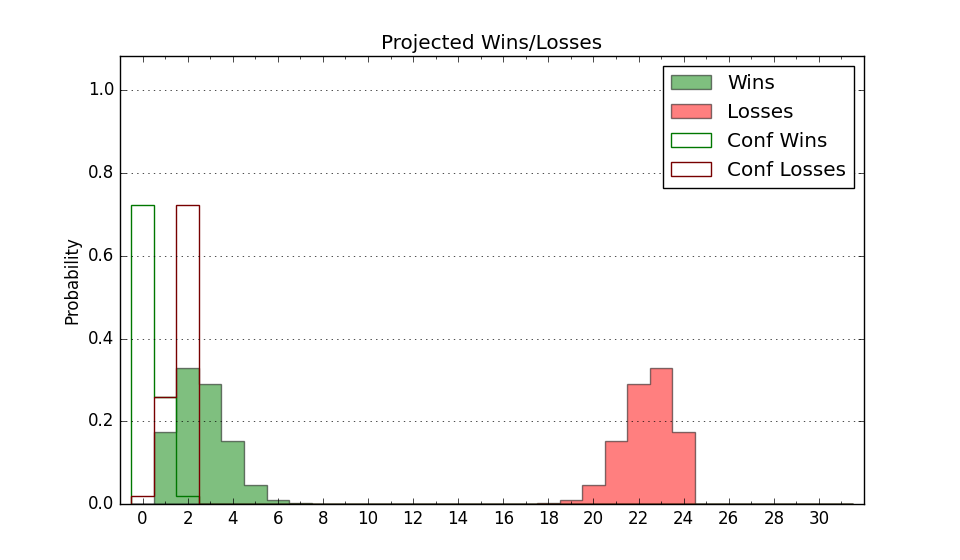 Projected Wins/Losses
Wins
Losses
Conf Wins
Conf Losses
Probability
1.0
0.8
0.6
0.4
0.2
0.0
0 2 4 6 8 10 12 14 16 18 20 22 24 26 28 30